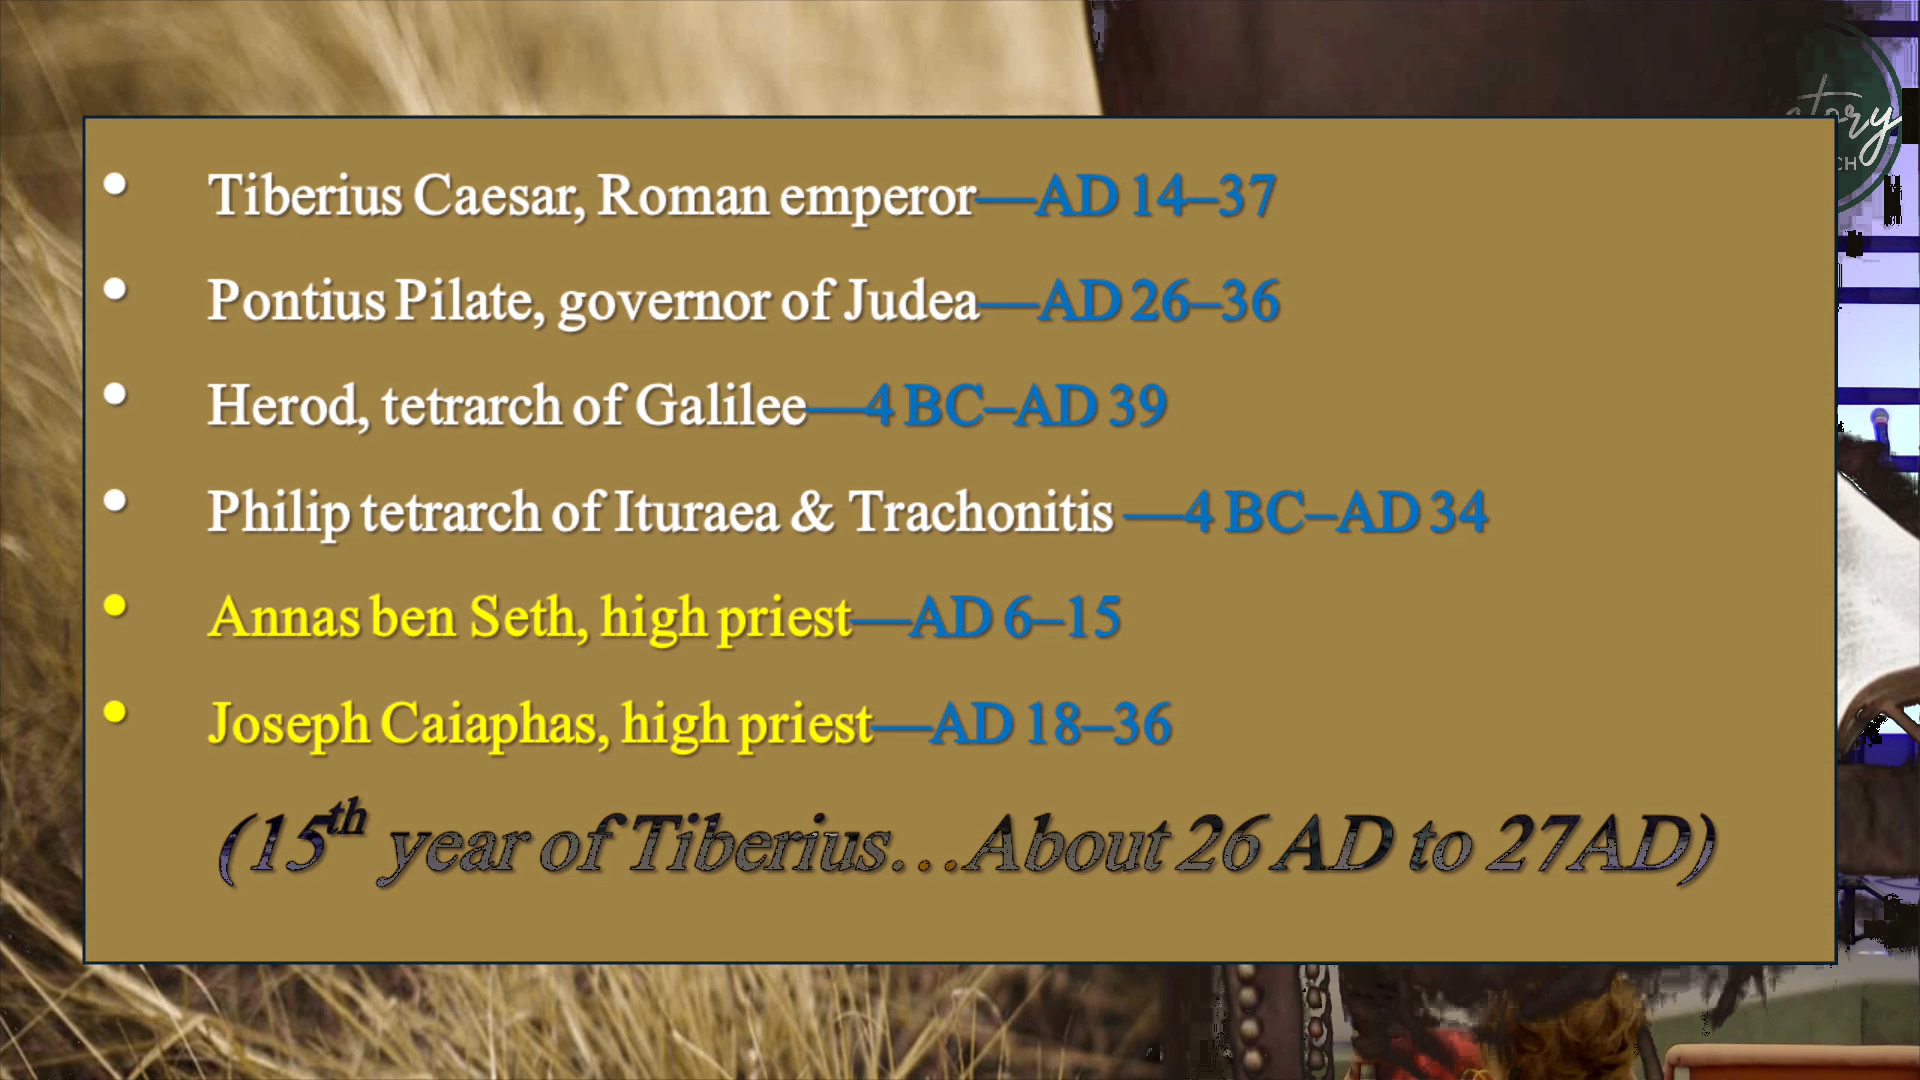 • Tiberius Caesar, Roman emperor—AD 14–37
• Pontius Pilate, governor of Judea—AD 26–36
• Herod, tetrarch of Galilee—4 BC–AD 39
• Philip tetrarch of Ituraea & Trachonitis —4 BC–AD 34
• Annas ben Seth, high priest—AD 6–15
• Joseph Caiaphas, high priest—AD 18–36
(15th year of Tiberius…About 26 AD to 27AD)